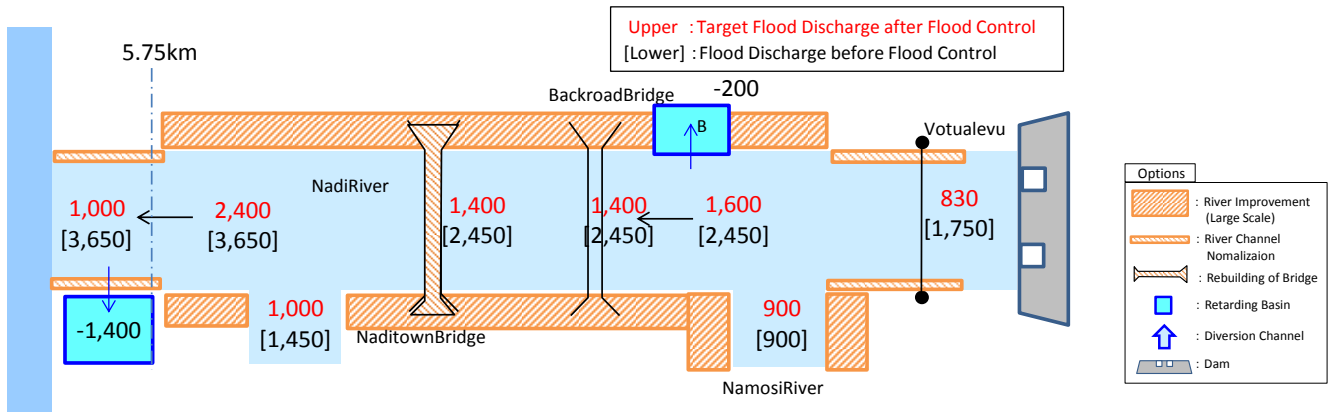 Upper : Target Flood Discharge after Flood Control
[Lower] : Flood Discharge before Flood Control
5.75km
BackroadBridge
-200
B
Votualevu
NadiRiver
1,000
[3,650]
2,400
[3,650]
1,400
[2,450]
1,400
[2,450]
1,600
[2,450]
830
[1,750]
-1,400
1,000
[1,450]
NaditownBridge
900
[900]
NamosiRiver
Options
: River Improvement
(Large Scale)
: River Channel
Nomalizaion
: Rebuilding of Bridge
: Retarding Basin
: Diversion Channel
: Dam